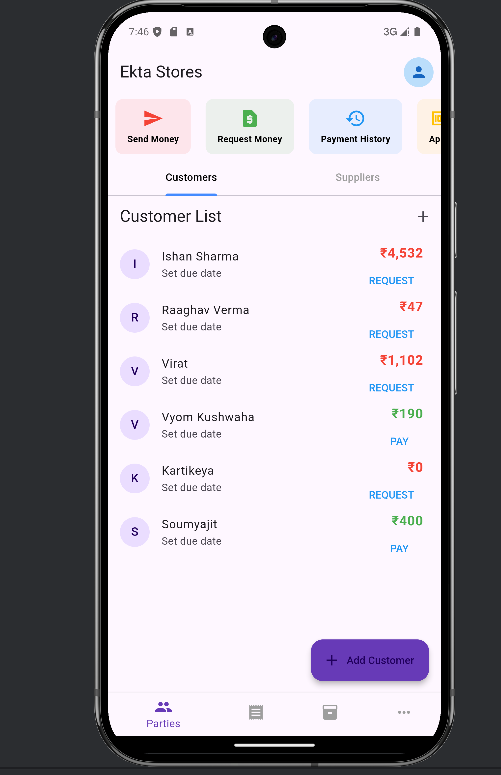 7:46
3G
Ekta Stores
Send Money
Request Money
Payment History
Ap
Customers
Suppliers
Customer List
+
I
Ishan Sharma
₹4,532
Set due date
REQUEST
R
Raaghav Verma
₹47
Set due date
REQUEST
V
Virat
₹1,102
Set due date
REQUEST
V
Vyom Kushwaha
₹190
Set due date
PAY
K
Kartikeya
₹0
Set due date
REQUEST
S
Soumyajit
₹400
Set due date
PAY
+ Add Customer
Parties